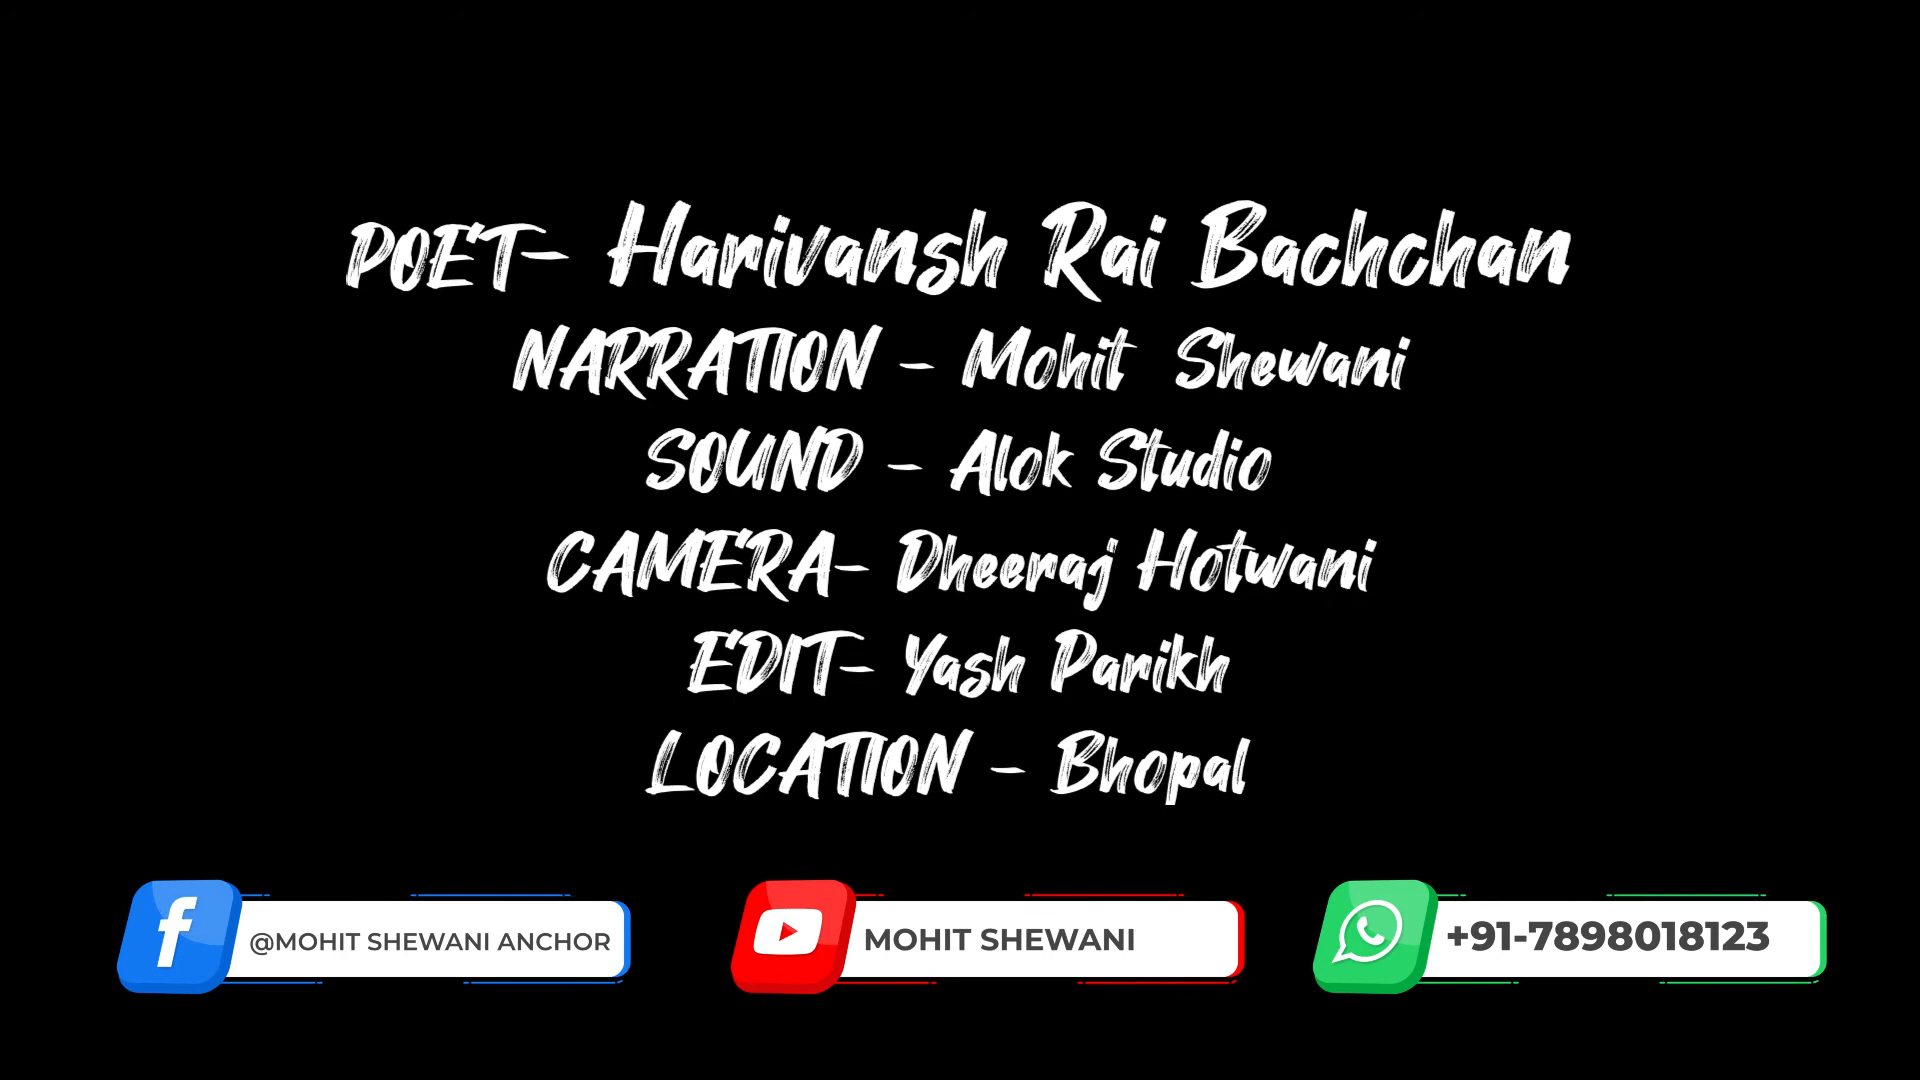 POET- Harivansh Rai Bachchan
NARRATION - Mohit Shewani
SOUND - Alok Studio
CAMERA- Dheeraj Hotwani
EDIT- Yash Parikh
LOCATION - Bhopal
@MOHIT SHEWANI ANCHOR
MOHIT SHEWANI
+91-7898018123